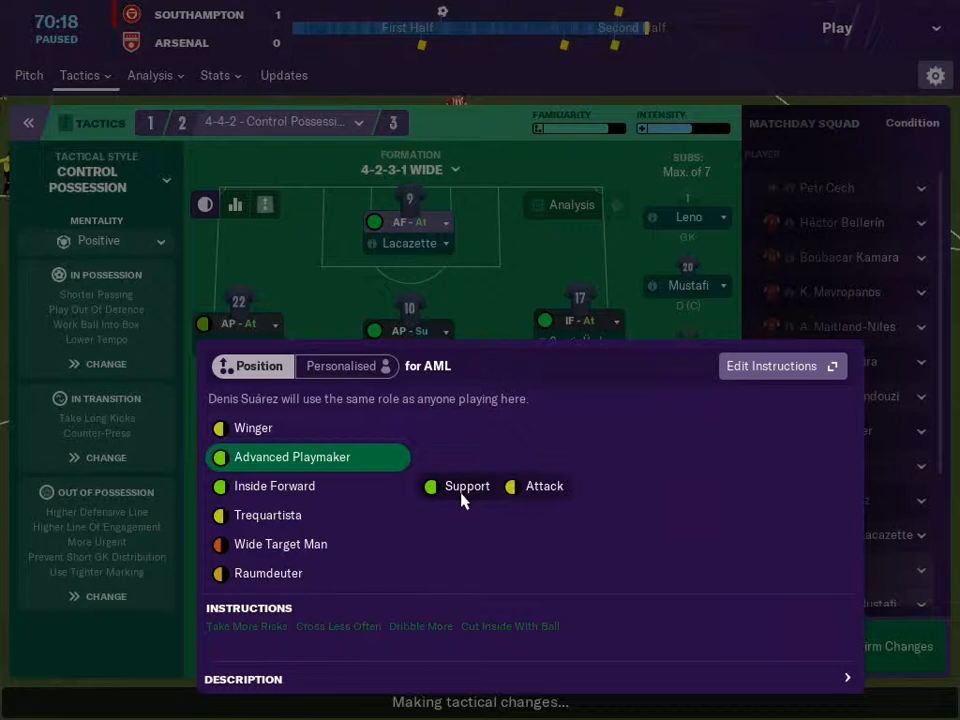 70:18
PAUSED
SOUTHAMPTON 1
ARSENAL 0
First Half
Second Half
Play
Pitch
Tactics
Analysis
Stats
Updates
TACTICS
1
2
4-4-2 - Control Possessi...
3
FAMILIARITY
INTENSITY
MATCHDAY SQUAD
Condition
TACTICAL STYLE
CONTROL
POSSESSION
MENTALITY
Positive
IN POSSESSION
Shorter Passing
Play Out Of Defence
Work Ball Into Box
Lower Tempo
CHANGE
IN TRANSITION
Take Long Kicks
Counter-Press
CHANGE
OUT OF POSSESSION
Higher Defensive Line
Higher Line of Engagement
More Urgent
Prevent Short GK Distribution
Use Tighter Marking
CHANGE
FORMATION
4-2-3-1 WIDE
Analysis
9
AF - At
Lacazette
22
AP - At
10
AP - Su
17
IF - At
SUBS:
Max. of 7
1
Leno
GK
20
Mustafi
D (C)
PLAYER
Petr Cech
Héctor Bellerín
Boubacar Kamara
K. Mavropanos
A. Maitland-Niles
Lacazette
Position
Personalised
for AML
Edit Instructions
Denis Suárez will use the same role as anyone playing here.
Winger
Advanced Playmaker
Inside Forward
Support
Attack
Trequartista
Wide Target Man
Raumdeuter
INSTRUCTIONS
Take More Risks Cross Less Often Dribble More Cut Inside With Ball
DESCRIPTION
rm Changes
Making tactical changes...